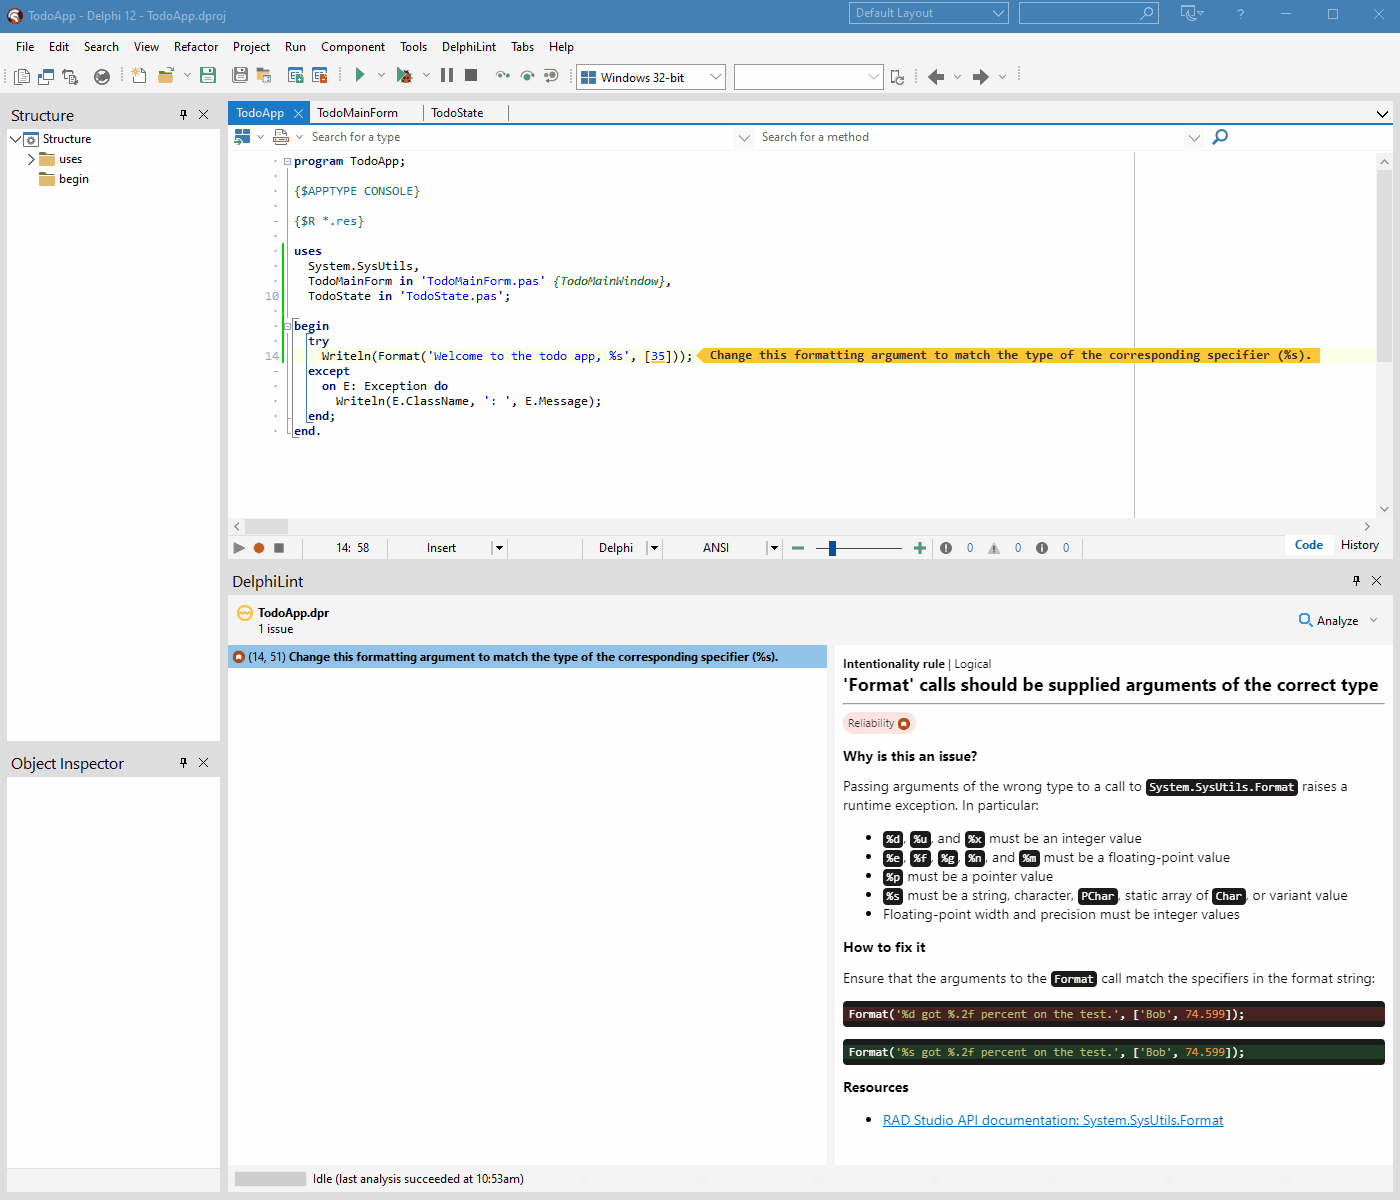 TodoApp - Delphi 12 - TodoApp.dproj
Default Layout
?
File Edit Search View Refactor Project Run Component Tools DelphiLint Tabs Help
Windows 32-bit
Structure
Structure
uses
begin
Object Inspector
TodoApp TodoMainForm TodoState
Search for a type Search for a method
program TodoApp;
{$APPTYPE CONSOLE}
{$R *.res}
uses
System.SysUtils,
TodoMainForm in 'TodoMainForm.pas' {TodoMainWindow},
10 TodoState in 'TodoState.pas';
begin
try
14 Writeln(Format('Welcome to the todo app, %s', [35])); Change this formatting argument to match the type of the corresponding specifier (%s).
except
on E: Exception do
Writeln(E.ClassName, ': ', E.Message);
end;
end.
14: 58 Insert Delphi ANSI 0 0 0 Code History
DelphiLint
TodoApp.dpr
1 issue
Analyze
(14, 51) Change this formatting argument to match the type of the corresponding specifier (%s).
Intentionality rule | Logical
'Format' calls should be supplied arguments of the correct type
Reliability
Why is this an issue?
Passing arguments of the wrong type to a call to System.SysUtils.Format raises a
runtime exception. In particular:
• %d, %u, and %x must be an integer value
• %e, %f, %g, %n, and %m must be a floating-point value
• %p must be a pointer value
• %s must be a string, character, PChar, static array of Char, or variant value
• Floating-point width and precision must be integer values
How to fix it
Ensure that the arguments to the Format call match the specifiers in the format string:
Format('%d got %.2f percent on the test.', ['Bob', 74.599]);
Format('%s got %.2f percent on the test.', ['Bob', 74.599]);
Resources
• RAD Studio API documentation: System.SysUtils.Format
Idle (last analysis succeeded at 10:53am)